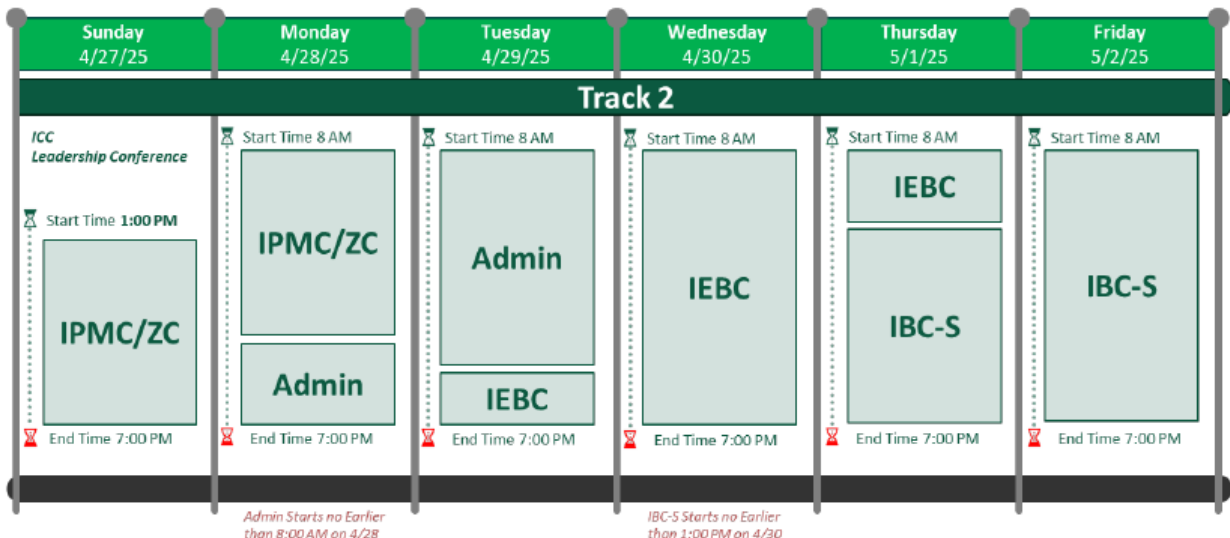 Sunday
4/27/25
Monday
4/28/25
Tuesday
4/29/25
Wednesday
4/30/25
Thursday
5/1/25
Friday
5/2/25
Track 2
ICC
Leadership Conference
Start Time 1:00 PM
IPMC/ZC
End Time 7:00 PM
Start Time 8 AM
IPMC/ZC
Admin
End Time 7:00 PM
Start Time 8 AM
Admin
IEBC
End Time 7:00 PM
Start Time 8 AM
IEBC
End Time 7:00 PM
Start Time 8 AM
IEBC
IBC-S
End Time 7:00 PM
Start Time 8 AM
IBC-S
End Time 7:00 PM
Admin Starts no Earlier
than 8:00 AM on 4/28
IBC-S Starts no Earlier
than 1:00 PM on 4/30